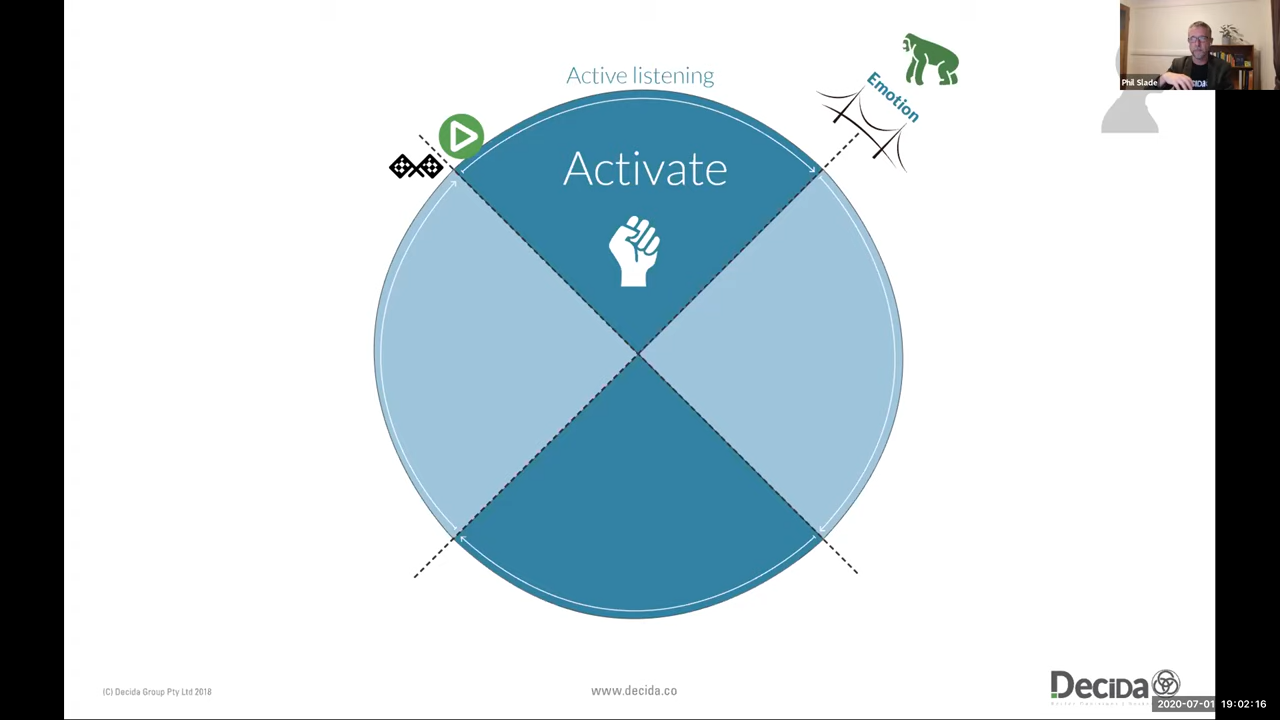 Active listening
Emotion
Phil Slade
DECIDA
Activate
(C) Decida Group Pty Ltd 2018
www.decida.co
Decida
2020-07-01 19:02:16